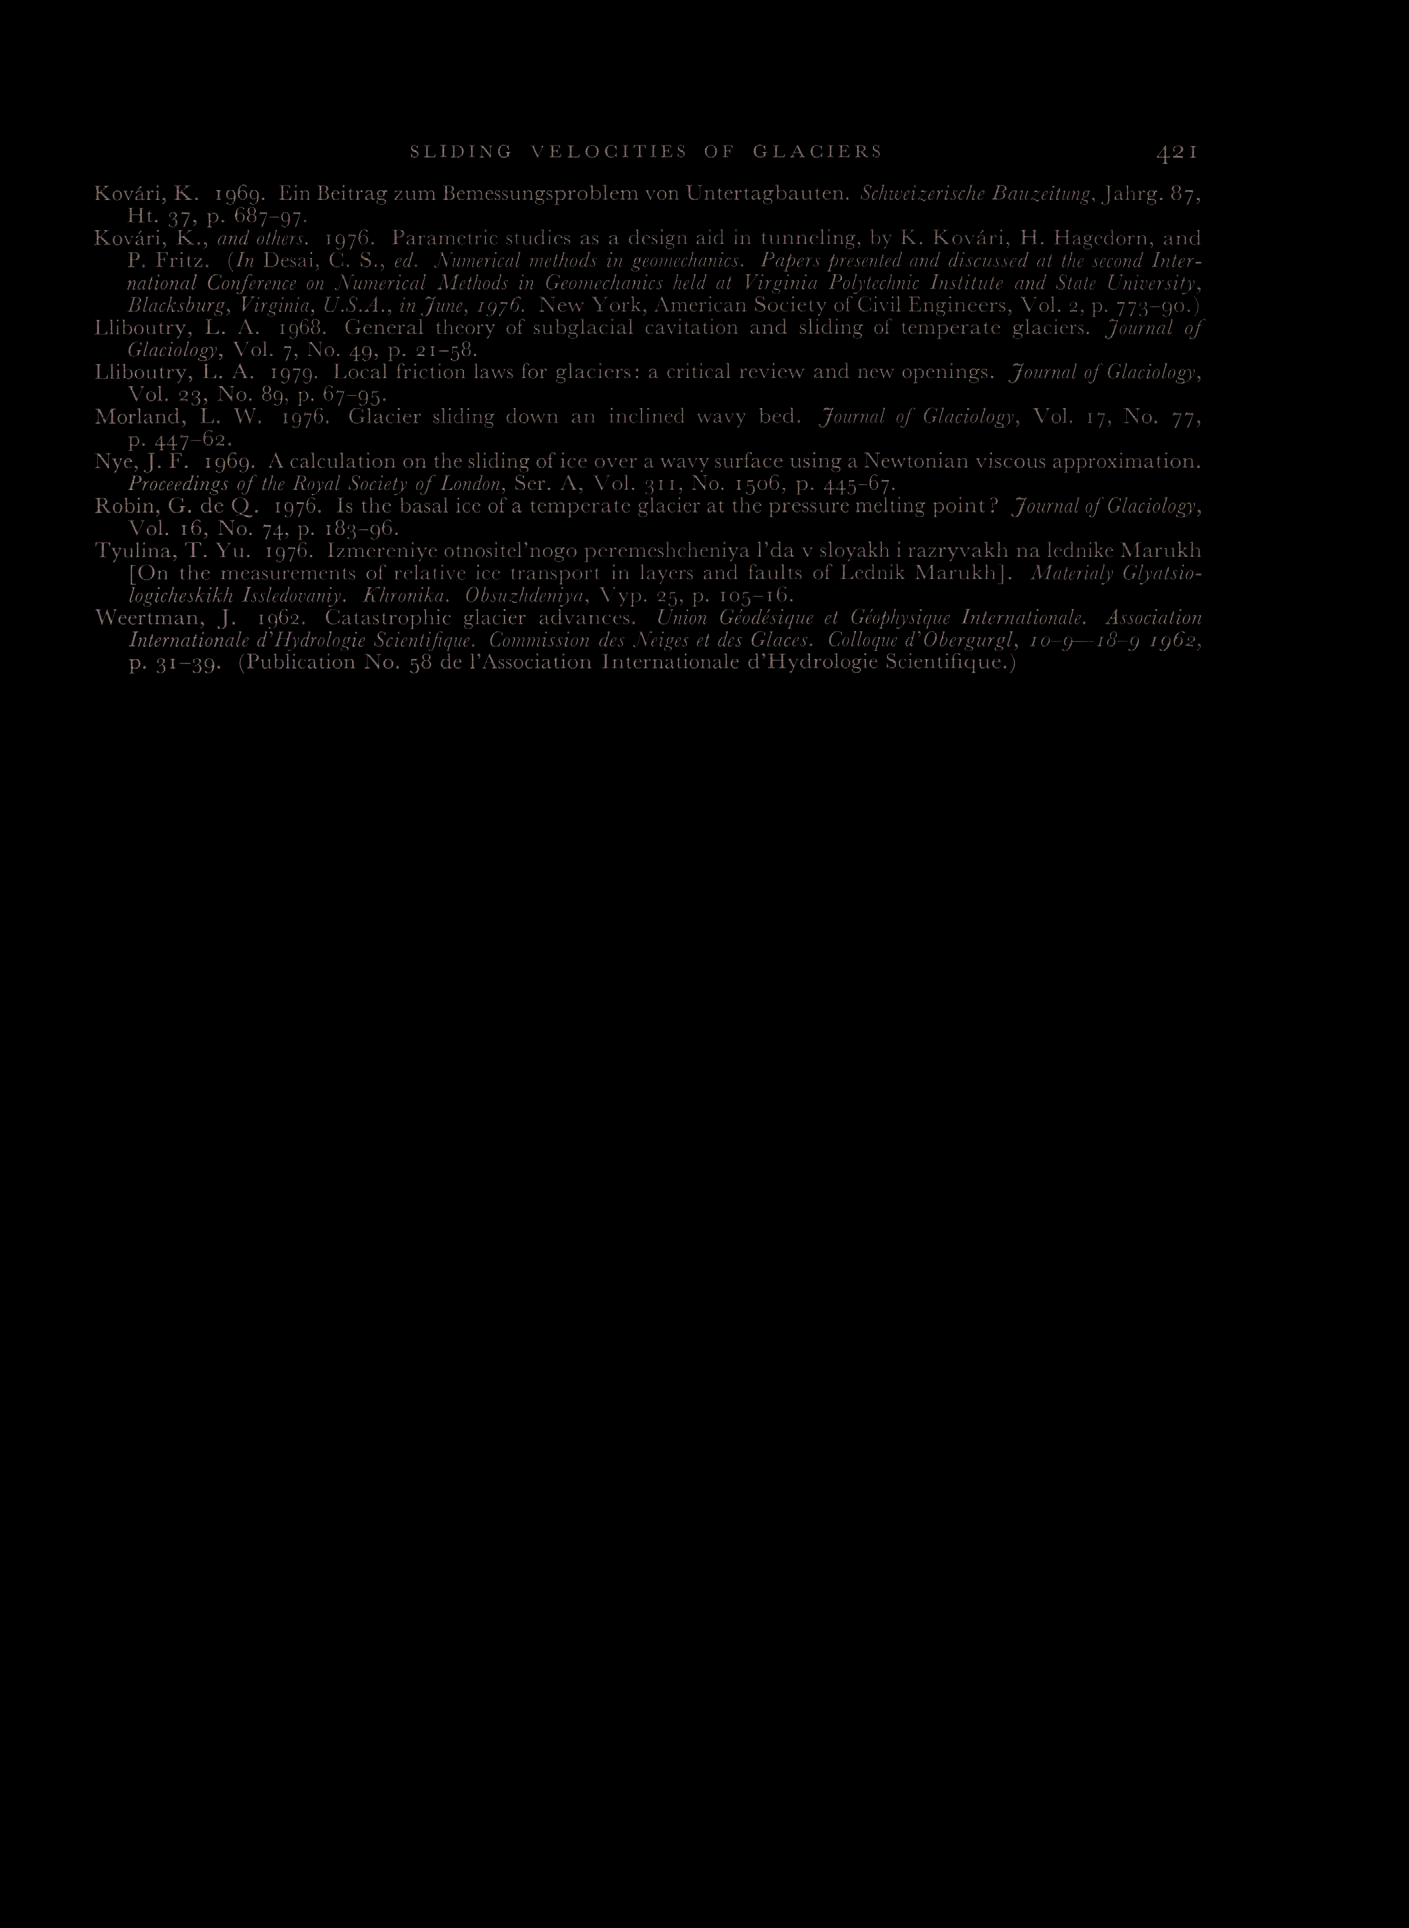 SLIDING VELOCITIES OF GLACIERS 421
Kovári, K. 1969. Ein Beitrag zum Bemessungsproblem von Untertagbauten. Schweizerische Bauzeitung, Jahrg. 87,
Ht. 37, p. 687–97.
Kovári, K., and others. 1976. Parametric studies as a design aid in tunneling, by K. Kovári, H. Hagedorn, and
P. Fritz. (In Desai, C. S., ed. Numerical methods in geomechanics. Papers presented and discussed at the second Inter-
national Conference on Numerical Methods in Geomechanics held at Virginia Polytechnic Institute and State University,
Blacksburg, Virginia, U.S.A., in June, 1976. New York, American Society of Civil Engineers, Vol. 2, p. 773–90.)
Lliboutry, L. A. 1968. General theory of subglacial cavitation and sliding of temperate glaciers. Journal of
Glaciology, Vol. 7, No. 49, p. 21–58.
Lliboutry, L. A. 1979. Local friction laws for glaciers: a critical review and new openings. Journal of Glaciology,
Vol. 23, No. 89, p. 67–95.
Morland, L. W. 1976. Glacier sliding down an inclined wavy bed. Journal of Glaciology, Vol. 17, No. 77,
p. 447–62.
Nye, J. F. 1969. A calculation on the sliding of ice over a wavy surface using a Newtonian viscous approximation.
Proceedings of the Royal Society of London, Ser. A, Vol. 311, No. 1506, p. 445–67.
Robin, G. de Q. 1976. Is the basal ice of a temperate glacier at the pressure melting point? Journal of Glaciology,
Vol. 16, No. 74, p. 183–96.
Tyulina, T. Yu. 1976. Izmereniye otnositel'nogo peremeshcheniya l'da v sloyakh i razryvakh na lednike Marukh
[On the measurements of relative ice transport in layers and faults of Lednik Marukh]. Materialy Glyatsio-
logicheskikh Issledovaniy. Khronika. Obsuzhdeniya, Vyp. 25, p. 105–16.
Weertman, J. 1962. Catastrophic glacier advances. Union Géodésique et Géophysique Internationale. Association
Internationale d'Hydrologie Scientifique. Commission des Neiges et des Glaces. Colloque d'Obergurgl, 10–9—18–9 1962,
p. 31–39. (Publication No. 58 de l'Association Internationale d'Hydrologie Scientifique.)